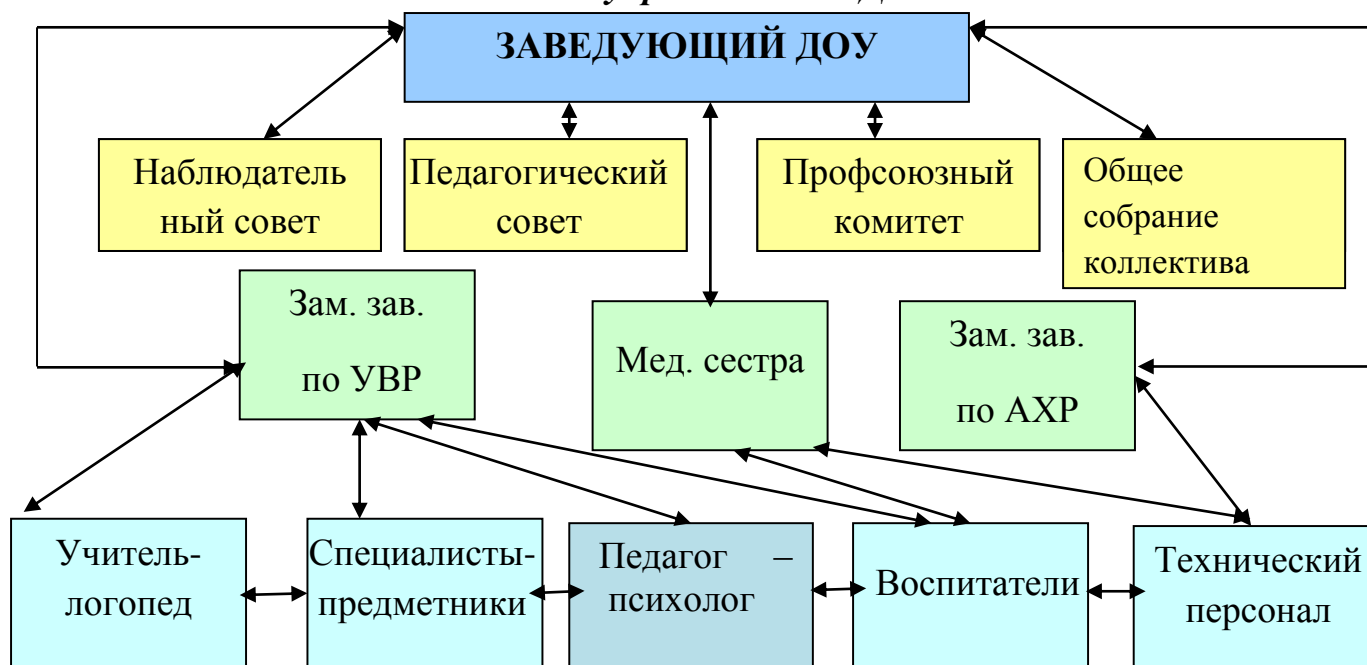 ЗАВЕДУЮЩИЙ ДОУ
Наблюдатель
ный совет
Педагогический
совет
Профсоюзный
комитет
Общее
собрание
коллектива
Зам. зав.
по УВР
Мед. сестра
Зам. зав.
по АХР
Учитель-
логопед
Специалисты-
предметники
Педагог –
психолог
Воспитатели
Технический
персонал